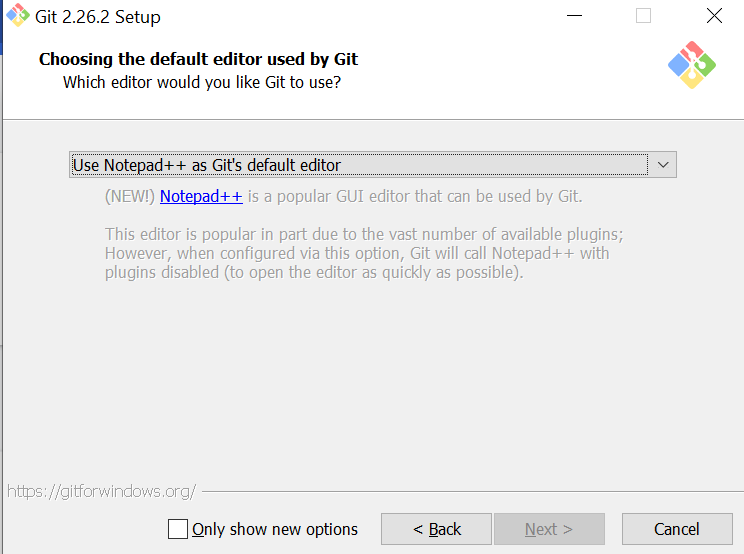 Git 2.26.2 Setup
Choosing the default editor used by Git
Which editor would you like Git to use?
Use Notepad++ as Git's default editor
(NEW!) Notepad++ is a popular GUI editor that can be used by Git.
This editor is popular in part due to the vast number of available plugins;
However, when configured via this option, Git will call Notepad++ with
plugins disabled (to open the editor as quickly as possible).
https://gitforwindows.org/
Only show new options
< Back
Next >
Cancel